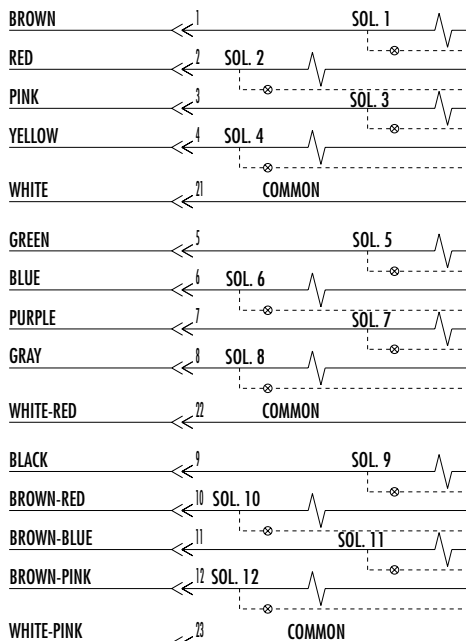 BROWN 1 SOL. 1
RED 2 SOL. 2
PINK 3 SOL. 3
YELLOW 4 SOL. 4
WHITE 21 COMMON
GREEN 5 SOL. 5
BLUE 6 SOL. 6
PURPLE 7 SOL. 7
GRAY 8 SOL. 8
WHITE-RED 22 COMMON
BLACK 9 SOL. 9
BROWN-RED 10 SOL. 10
BROWN-BLUE 11 SOL. 11
BROWN-PINK 12 SOL. 12
WHITE-PINK 23 COMMON